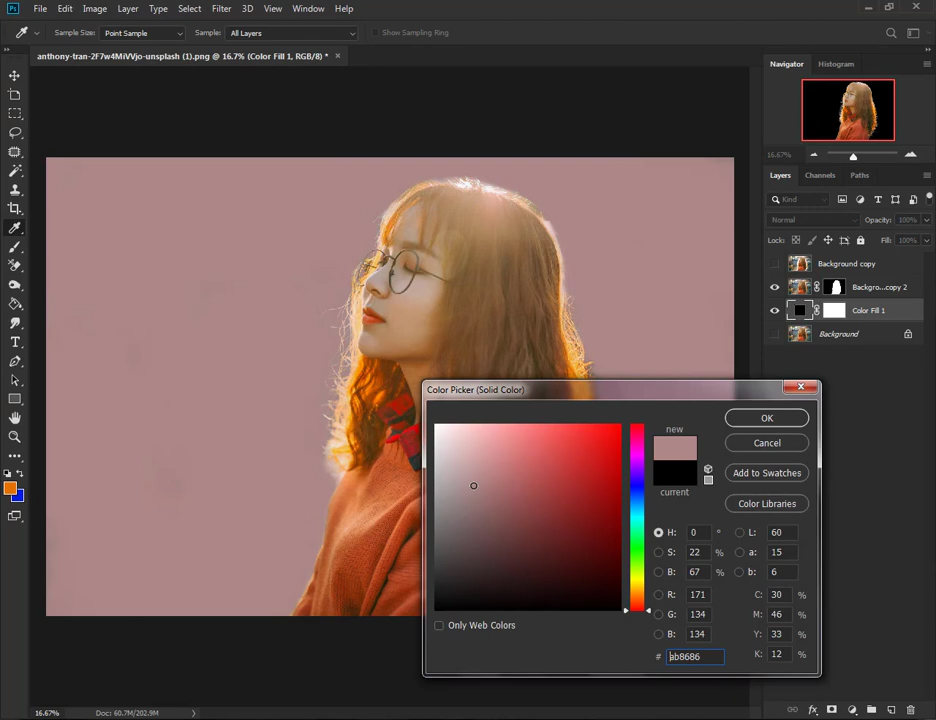 Ps File Edit Image Layer Type Select Filter 3D View Window Help
Sample Size: Point Sample Sample: All Layers Show Sampling Ring
anthony-tran-2F7w4MiVVjo-unsplash (1).png @ 16.7% (Color Fill 1, RGB/8) *
Navigator Histogram
16.67%
Layers Channels Paths
Kind
Normal Opacity: 100%
Lock: Fill: 100%
Background copy
Backgro...copy 2
Color Fill 1
Background
Color Picker (Solid Color)
new
current
OK
Cancel
Add to Swatches
Color Libraries
H: 0 ° L: 60
S: 22 % a: 15
B: 67 % b: 6
R: 171 C: 30 %
G: 134 M: 46 %
B: 134 Y: 33 %
# ab8686 K: 12 %
Only Web Colors
16.67% Doc: 60.7M/202.9M